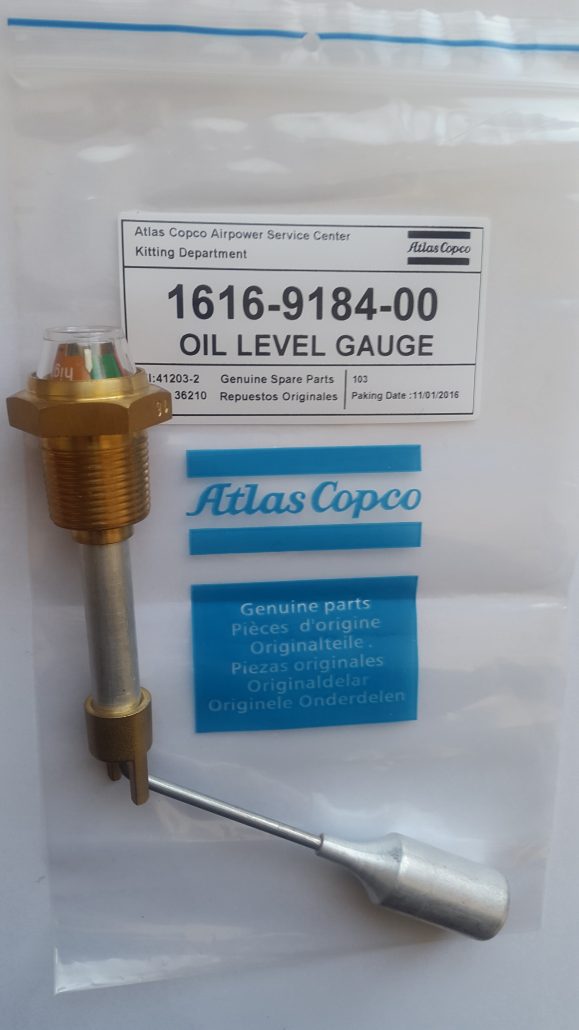 Atlas Copco Airpower Service Center
Kitting Department
Atlas Copco
1616-9184-00
OIL LEVEL GAUGE
:41203-2 Genuine Spare Parts 103
36210 Repuestos Originales Paking Date :11/01/2016
Atlas Copco
Genuine parts
Pièces d'origine
Originalteile .
Piezas originales
Originaldelar
Originele Onderdelen